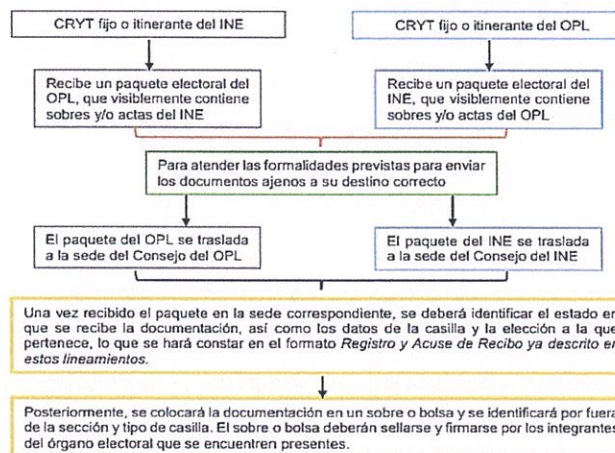 CRYT fijo o itinerante del INE
CRYT fijo o itinerante del OPL
Recibe un paquete electoral del
OPL, que visiblemente contiene
sobres y/o actas del INE
Recibe un paquete electoral del
INE, que visiblemente contiene
sobres y/o actas del OPL
Para atender las formalidades previstas para enviar
los documentos ajenos a su destino correcto
El paquete del OPL se traslada
a la sede del Consejo del OPL
El paquete del INE se traslada
a la sede del Consejo del INE
Una vez recibido el paquete en la sede correspondiente, se deberá identificar el estado en
que se recibe la documentación, así como los datos de la casilla y la elección a la que
pertenece, lo que se hará constar en el formato Registro y Acuse de Recibo ya descrito en
estos lineamientos.
Posteriormente, se colocará la documentación en un sobre o bolsa y se identificará por fuera
de la sección y tipo de casilla. El sobre o bolsa deberán sellarse y firmarse por los integrantes
del órgano electoral que se encuentren presentes.